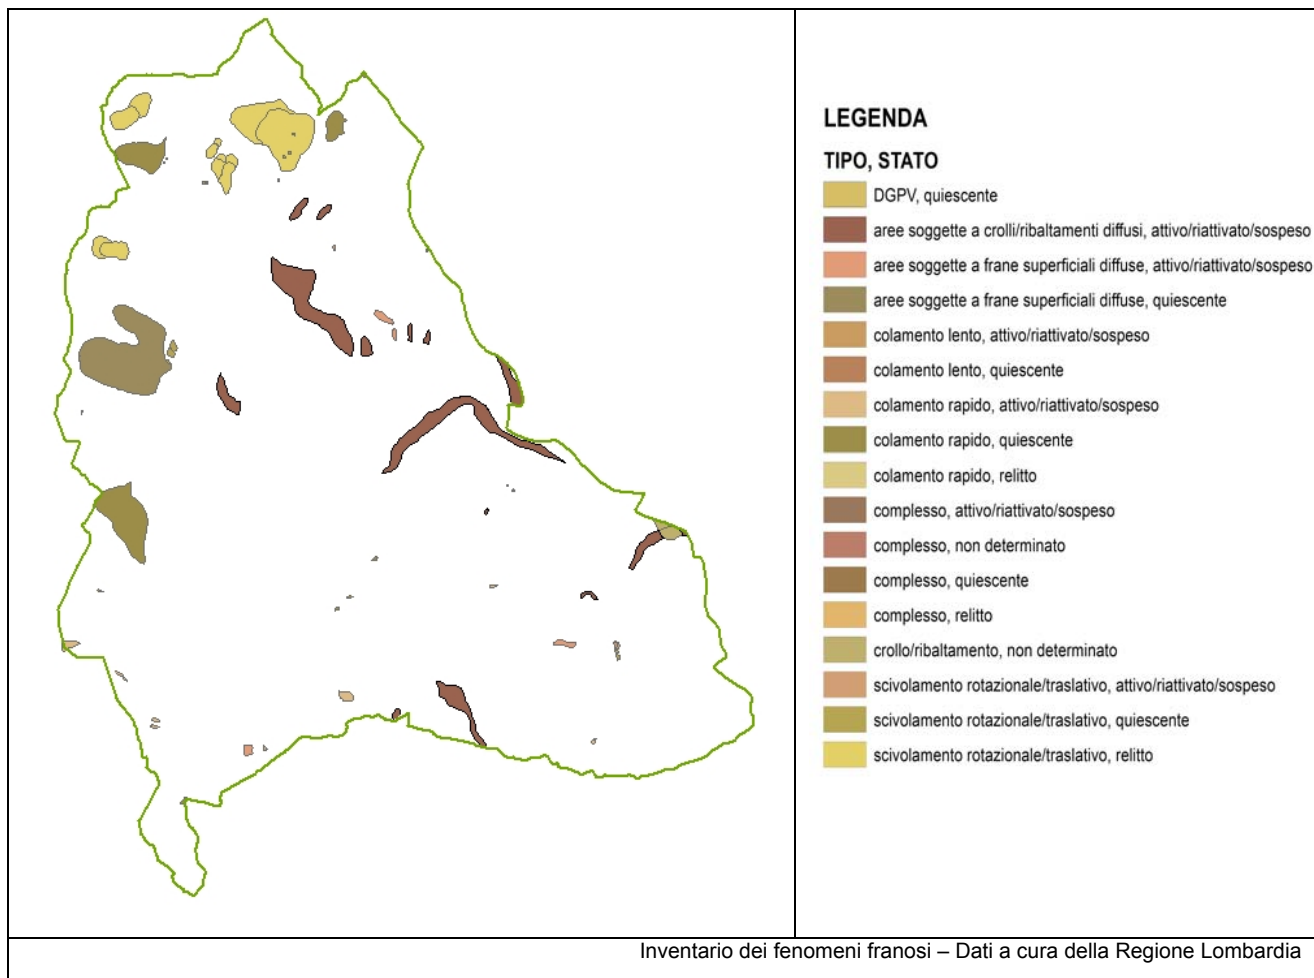 LEGENDA
TIPO, STATO
DGPV, quiescente
aree soggette a crolli/ribaltamenti diffusi, attivo/riattivato/sospeso
aree soggette a frane superficiali diffuse, attivo/riattivato/sospeso
aree soggette a frane superficiali diffuse, quiescente
colamento lento, attivo/riattivato/sospeso
colamento lento, quiescente
colamento rapido, attivo/riattivato/sospeso
colamento rapido, quiescente
colamento rapido, relitto
complesso, attivo/riattivato/sospeso
complesso, non determinato
complesso, quiescente
complesso, relitto
crollo/ribaltamento, non determinato
scivolamento rotazionale/traslativo, attivo/riattivato/sospeso
scivolamento rotazionale/traslativo, quiescente
scivolamento rotazionale/traslativo, relitto
Inventario dei fenomeni franosi – Dati a cura della Regione Lombardia